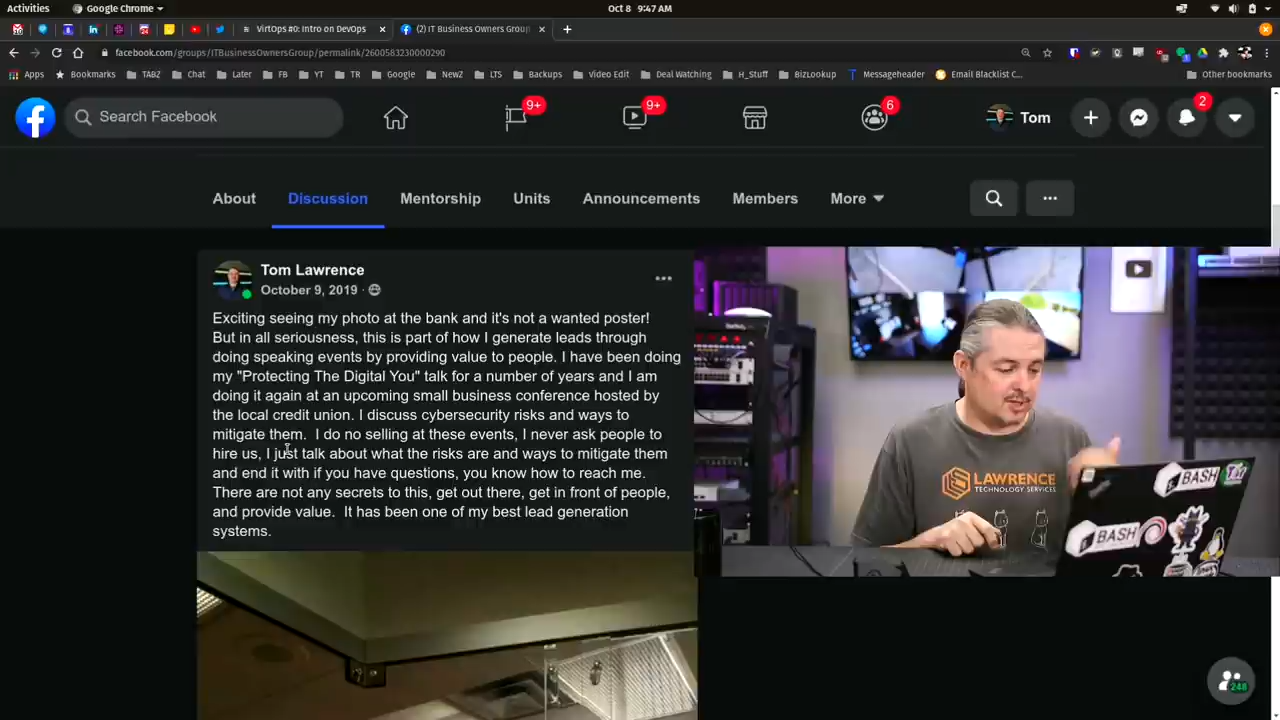 Activities
Google Chrome
Oct 8 9:47 AM
VirtOps #0: Intro on DevOps
(2) IT Business Owners Grou
facebook.com/groups/ITBusinessOwnersGroup/permalink/2600583230000290
Apps Bookmarks TABZ Chat Later FB YT TR Google NewZ LTS Backups Video Edit Deal Watching H_Stuff BizLookup Messageheader Email Blacklist C... Other bookmarks
Search Facebook
9+
9+
6
Tom
2
About Discussion Mentorship Units Announcements Members More
Tom Lawrence
October 9, 2019 ·
Exciting seeing my photo at the bank and it's not a wanted poster!
But in all seriousness, this is part of how I generate leads through
doing speaking events by providing value to people. I have been doing
my "Protecting The Digital You" talk for a number of years and I am
doing it again at an upcoming small business conference hosted by
the local credit union. I discuss cybersecurity risks and ways to
mitigate them. I do no selling at these events, I never ask people to
hire us, I just talk about what the risks are and ways to mitigate them
and end it with if you have questions, you know how to reach me.
There are not any secrets to this, get out there, get in front of people,
and provide value. It has been one of my best lead generation
systems.
LAWRENCE
TECHNOLOGY SERVICES
BASH
BASH
248